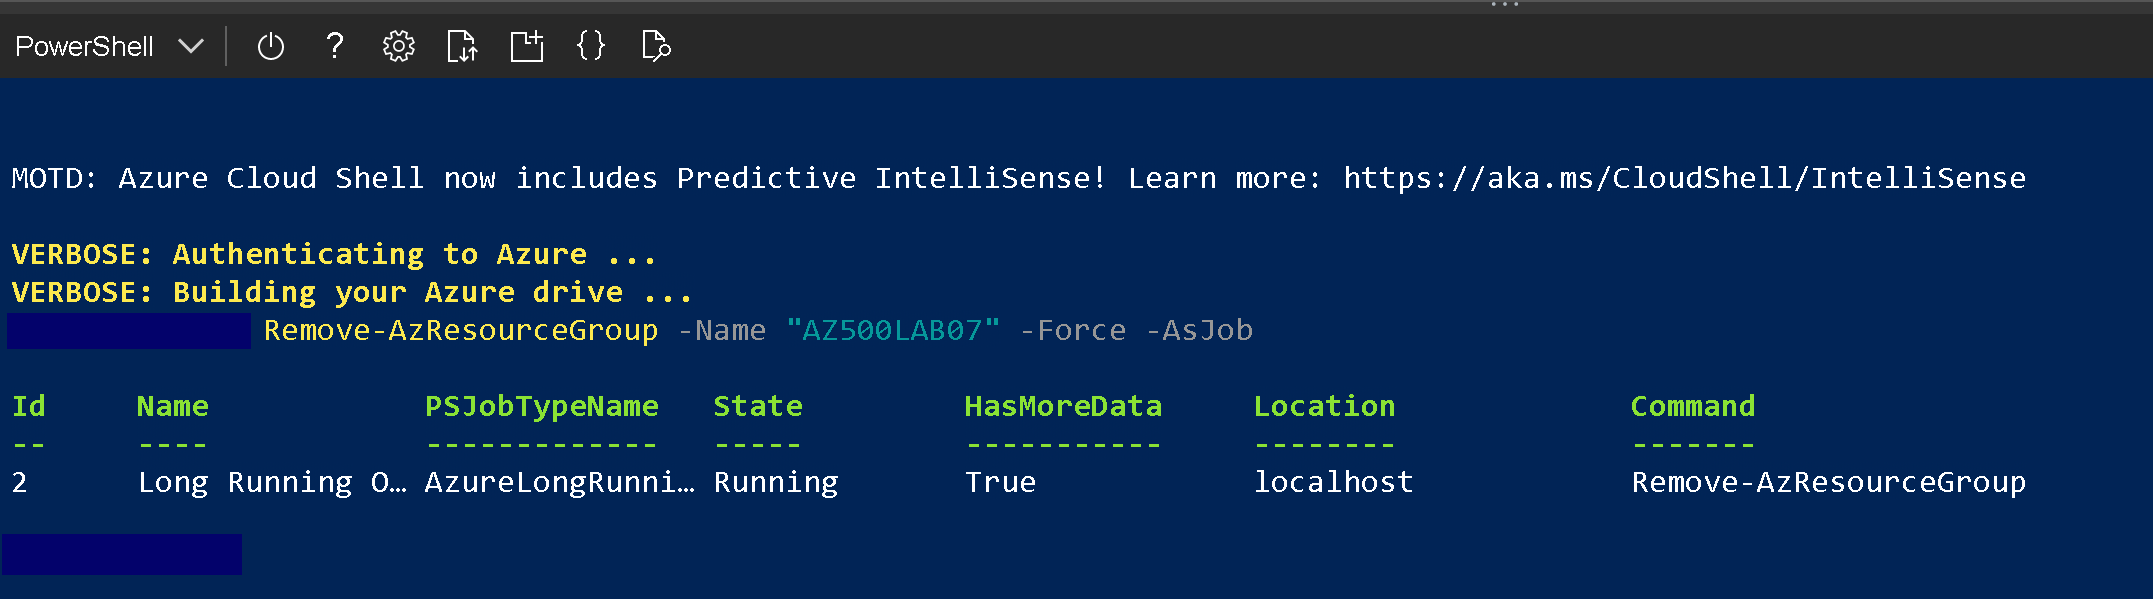 PowerShell
MOTD: Azure Cloud Shell now includes Predictive IntelliSense! Learn more: https://aka.ms/CloudShell/IntelliSense
VERBOSE: Authenticating to Azure ...
VERBOSE: Building your Azure drive ...
Remove-AzResourceGroup -Name "AZ500LAB07" -Force -AsJob
Id Name PSJobTypeName State HasMoreData Location Command
-- ---- ------------- ----- ----------- -------- -------
2 Long Running O… AzureLongRunni… Running True localhost Remove-AzResourceGroup